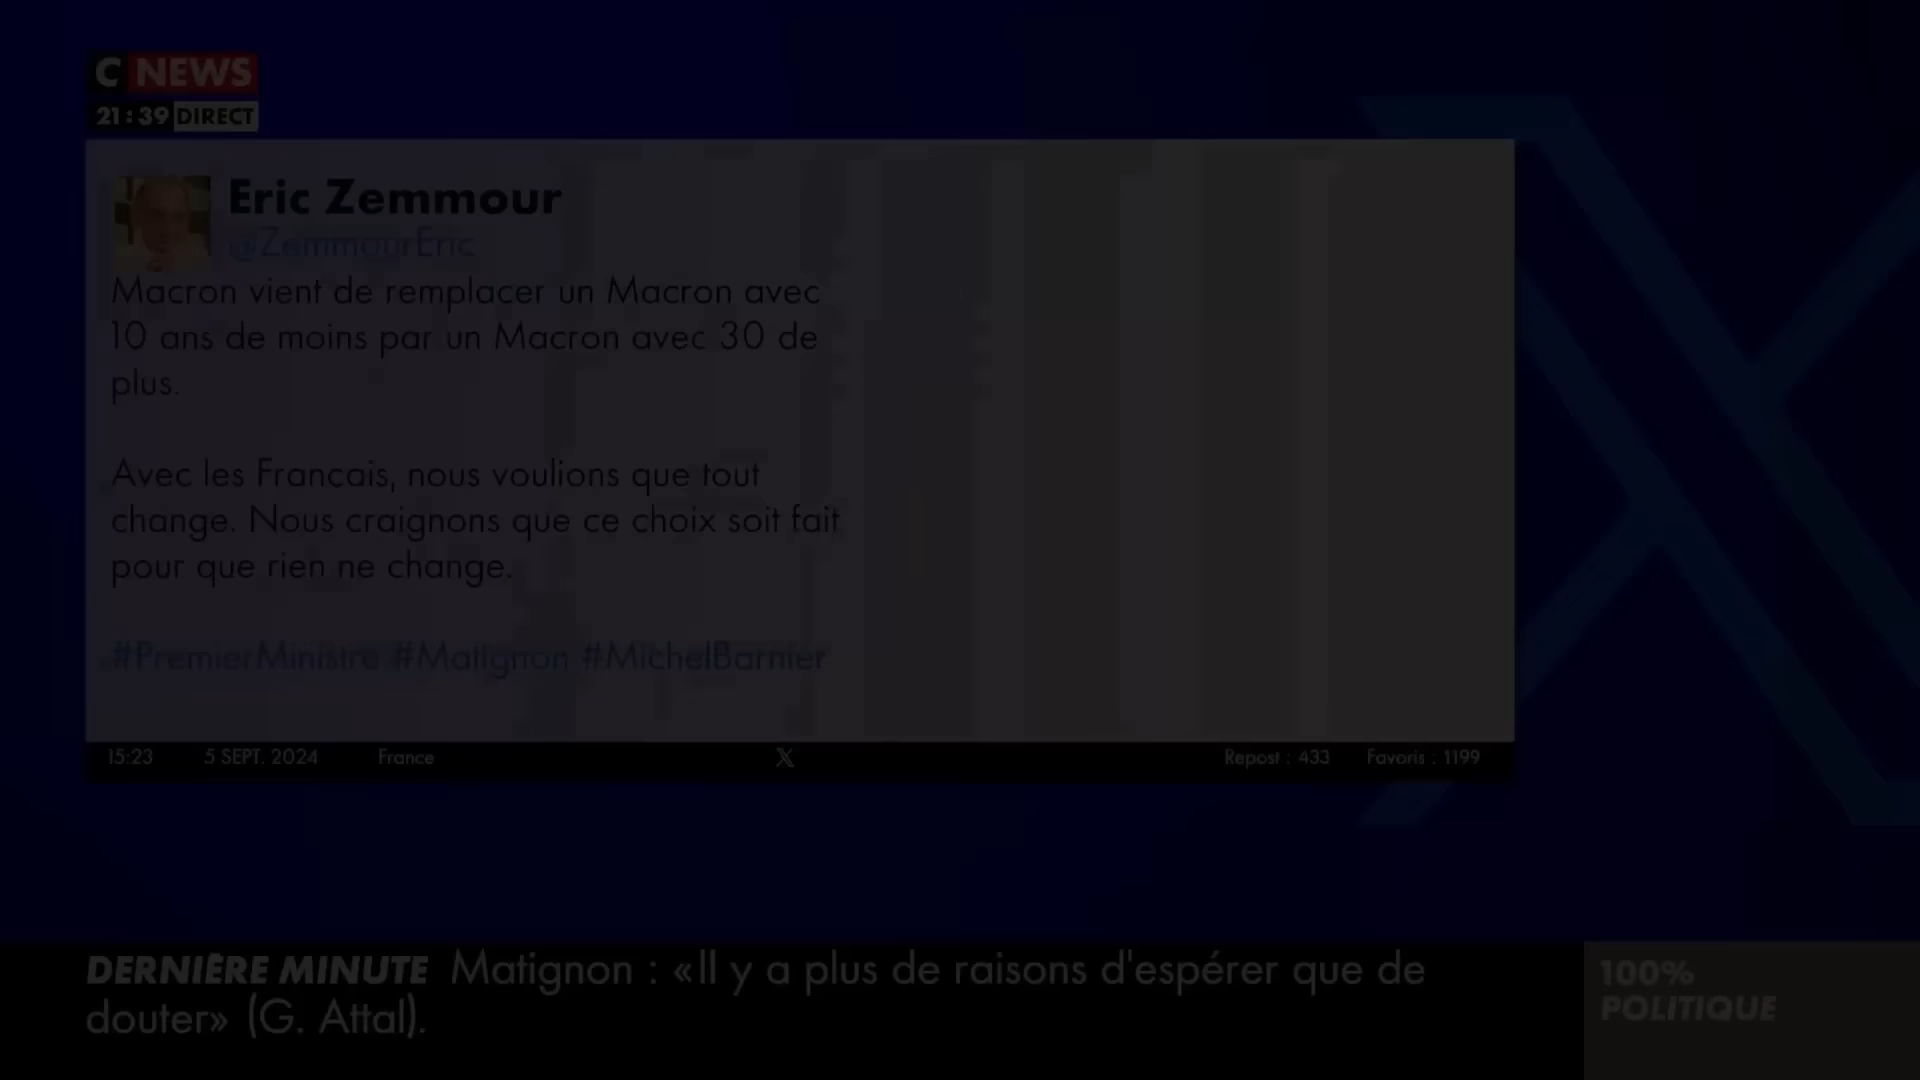 C NEWS
21:39 DIRECT
Eric Zemmour
@ZemmourEric
Macron vient de remplacer un Macron avec
10 ans de moins par un Macron avec 30 de
plus.
Avec les Francais, nous voulions que tout
change. Nous craignons que ce choix soit fait
pour que rien ne change.
#PremierMinistre #Matignon #MichelBarnier
15:23 5 SEPT. 2024 France X Repost : 433 Favoris : 1199
DERNIÈRE MINUTE Matignon : «Il y a plus de raisons d'espérer que de
douter» (G. Attal).
100%
POLITIQUE